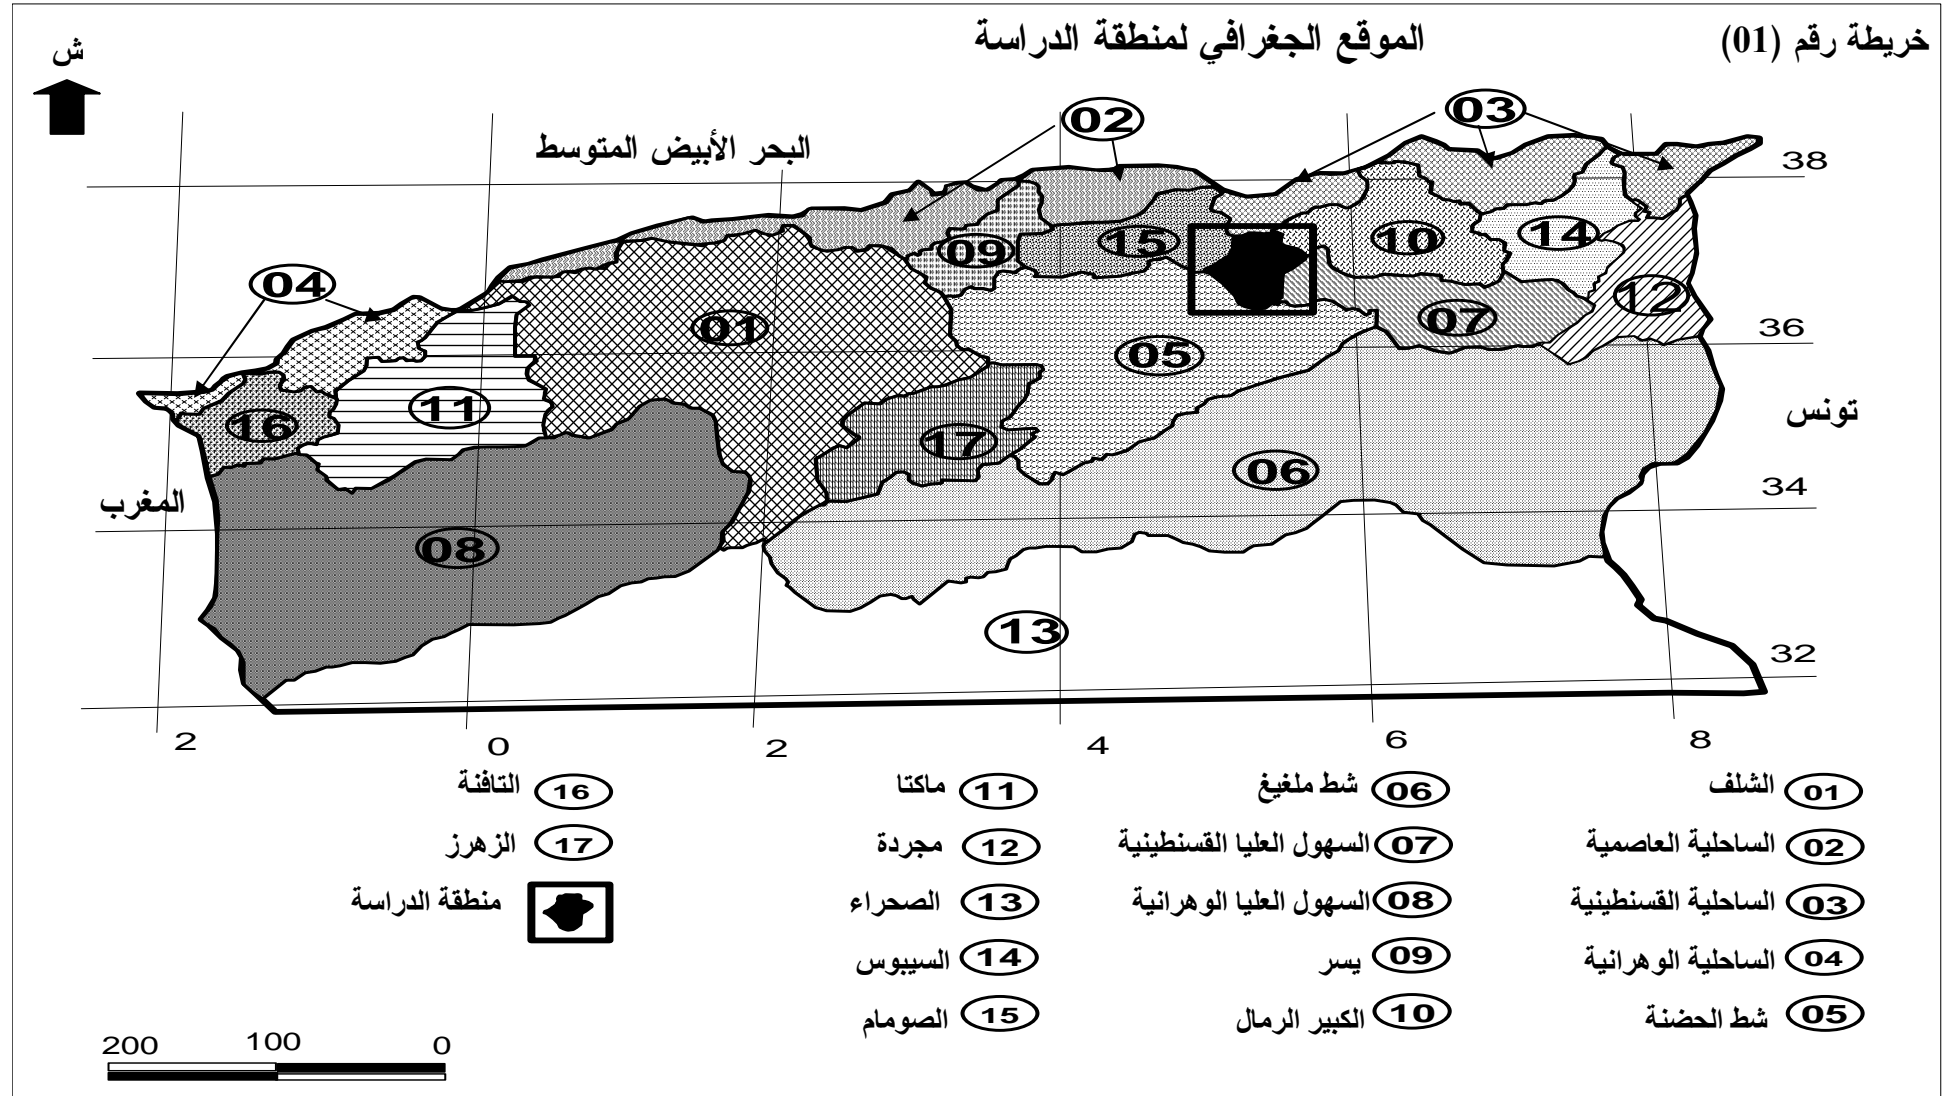 خريطة رقم (01)
الموقع الجغرافي لمنطقة الدراسة
ش
03
02
البحر الأبيض المتوسط
38
14
10
15
09
04
12
07
01
36
05
11
تونس
16
17
06
34
المغرب
08
13
32
2
0
2
4
6
8
01 الشلف
02 الساحلية العاصمية
03 الساحلية القسنطينية
04 الساحلية الوهرانية
05 شط الحضنة
06 شط ملغيغ
07 السهول العليا القسنطينية
08 السهول العليا الوهرانية
09 يسر
10 الكبير الرمال
11 ماكتا
12 مجردة
13 الصحراء
14 السيبوس
15 الصومام
16 التافنة
17 الزهرز
منطقة الدراسة
200 100 0